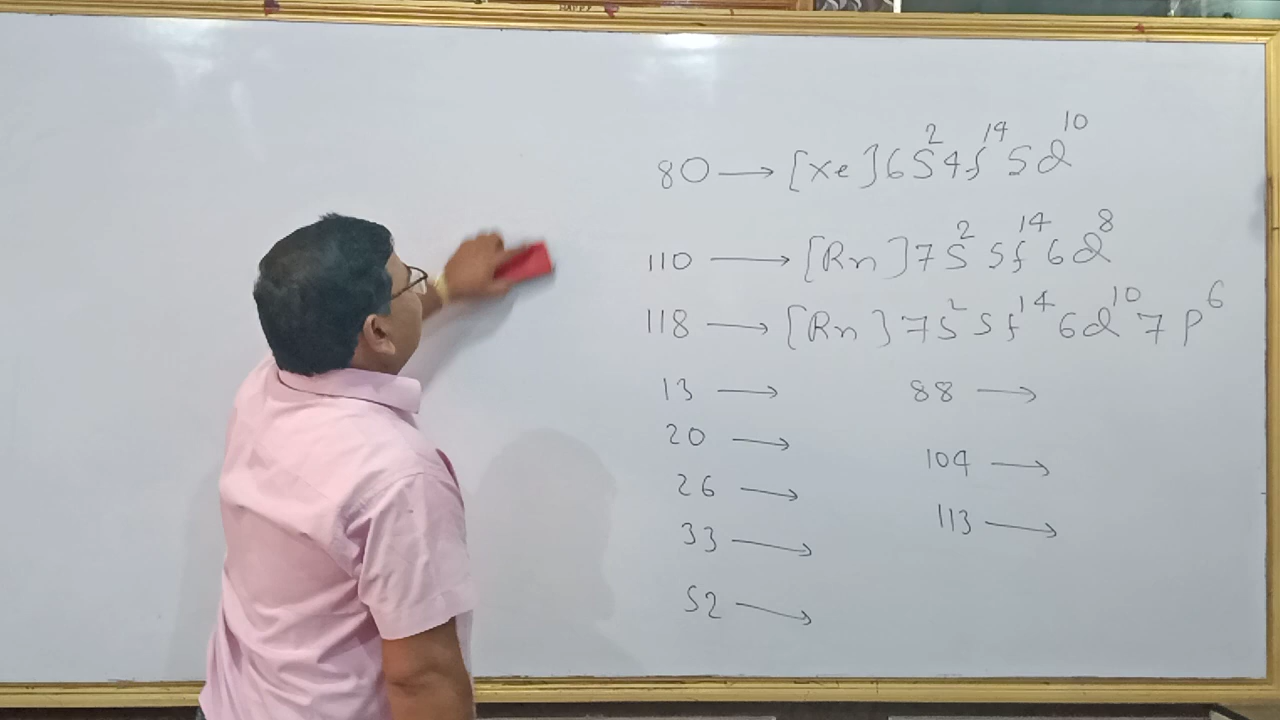 HAPPY
80 → [Xe] 6S² 4f¹⁴ 5d¹⁰
110 → [Rn] 7S² 5f¹⁴ 6d⁸
118 → [Rn] 7S² 5f¹⁴ 6d¹⁰ 7p⁶
13 →
20 →
26 →
33 →
52 →
88 →
104 →
113 →